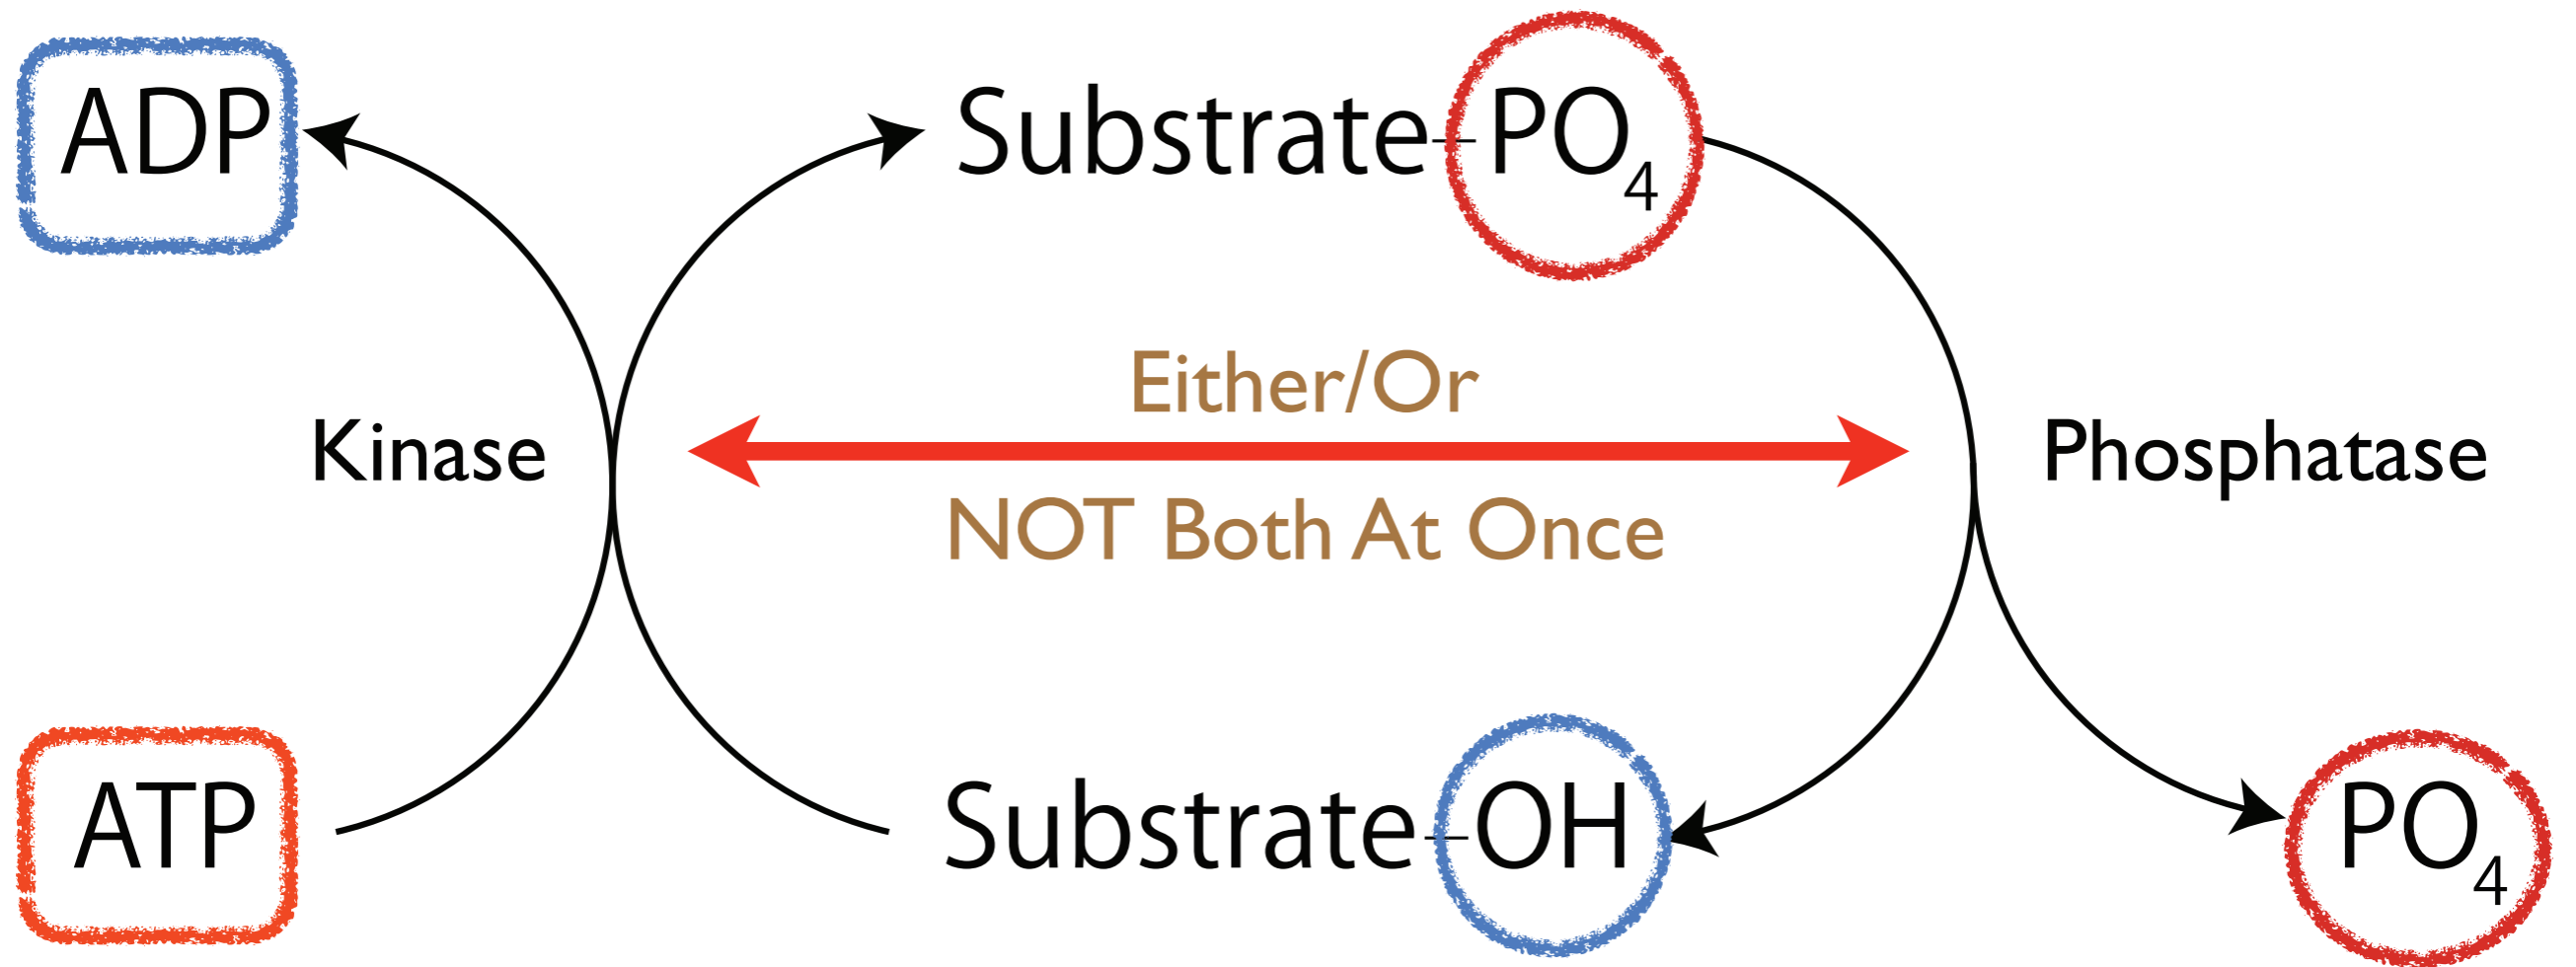 ADP
Substrate–PO₄
Either/Or
Kinase
Phosphatase
NOT Both At Once
ATP
Substrate–OH
PO₄